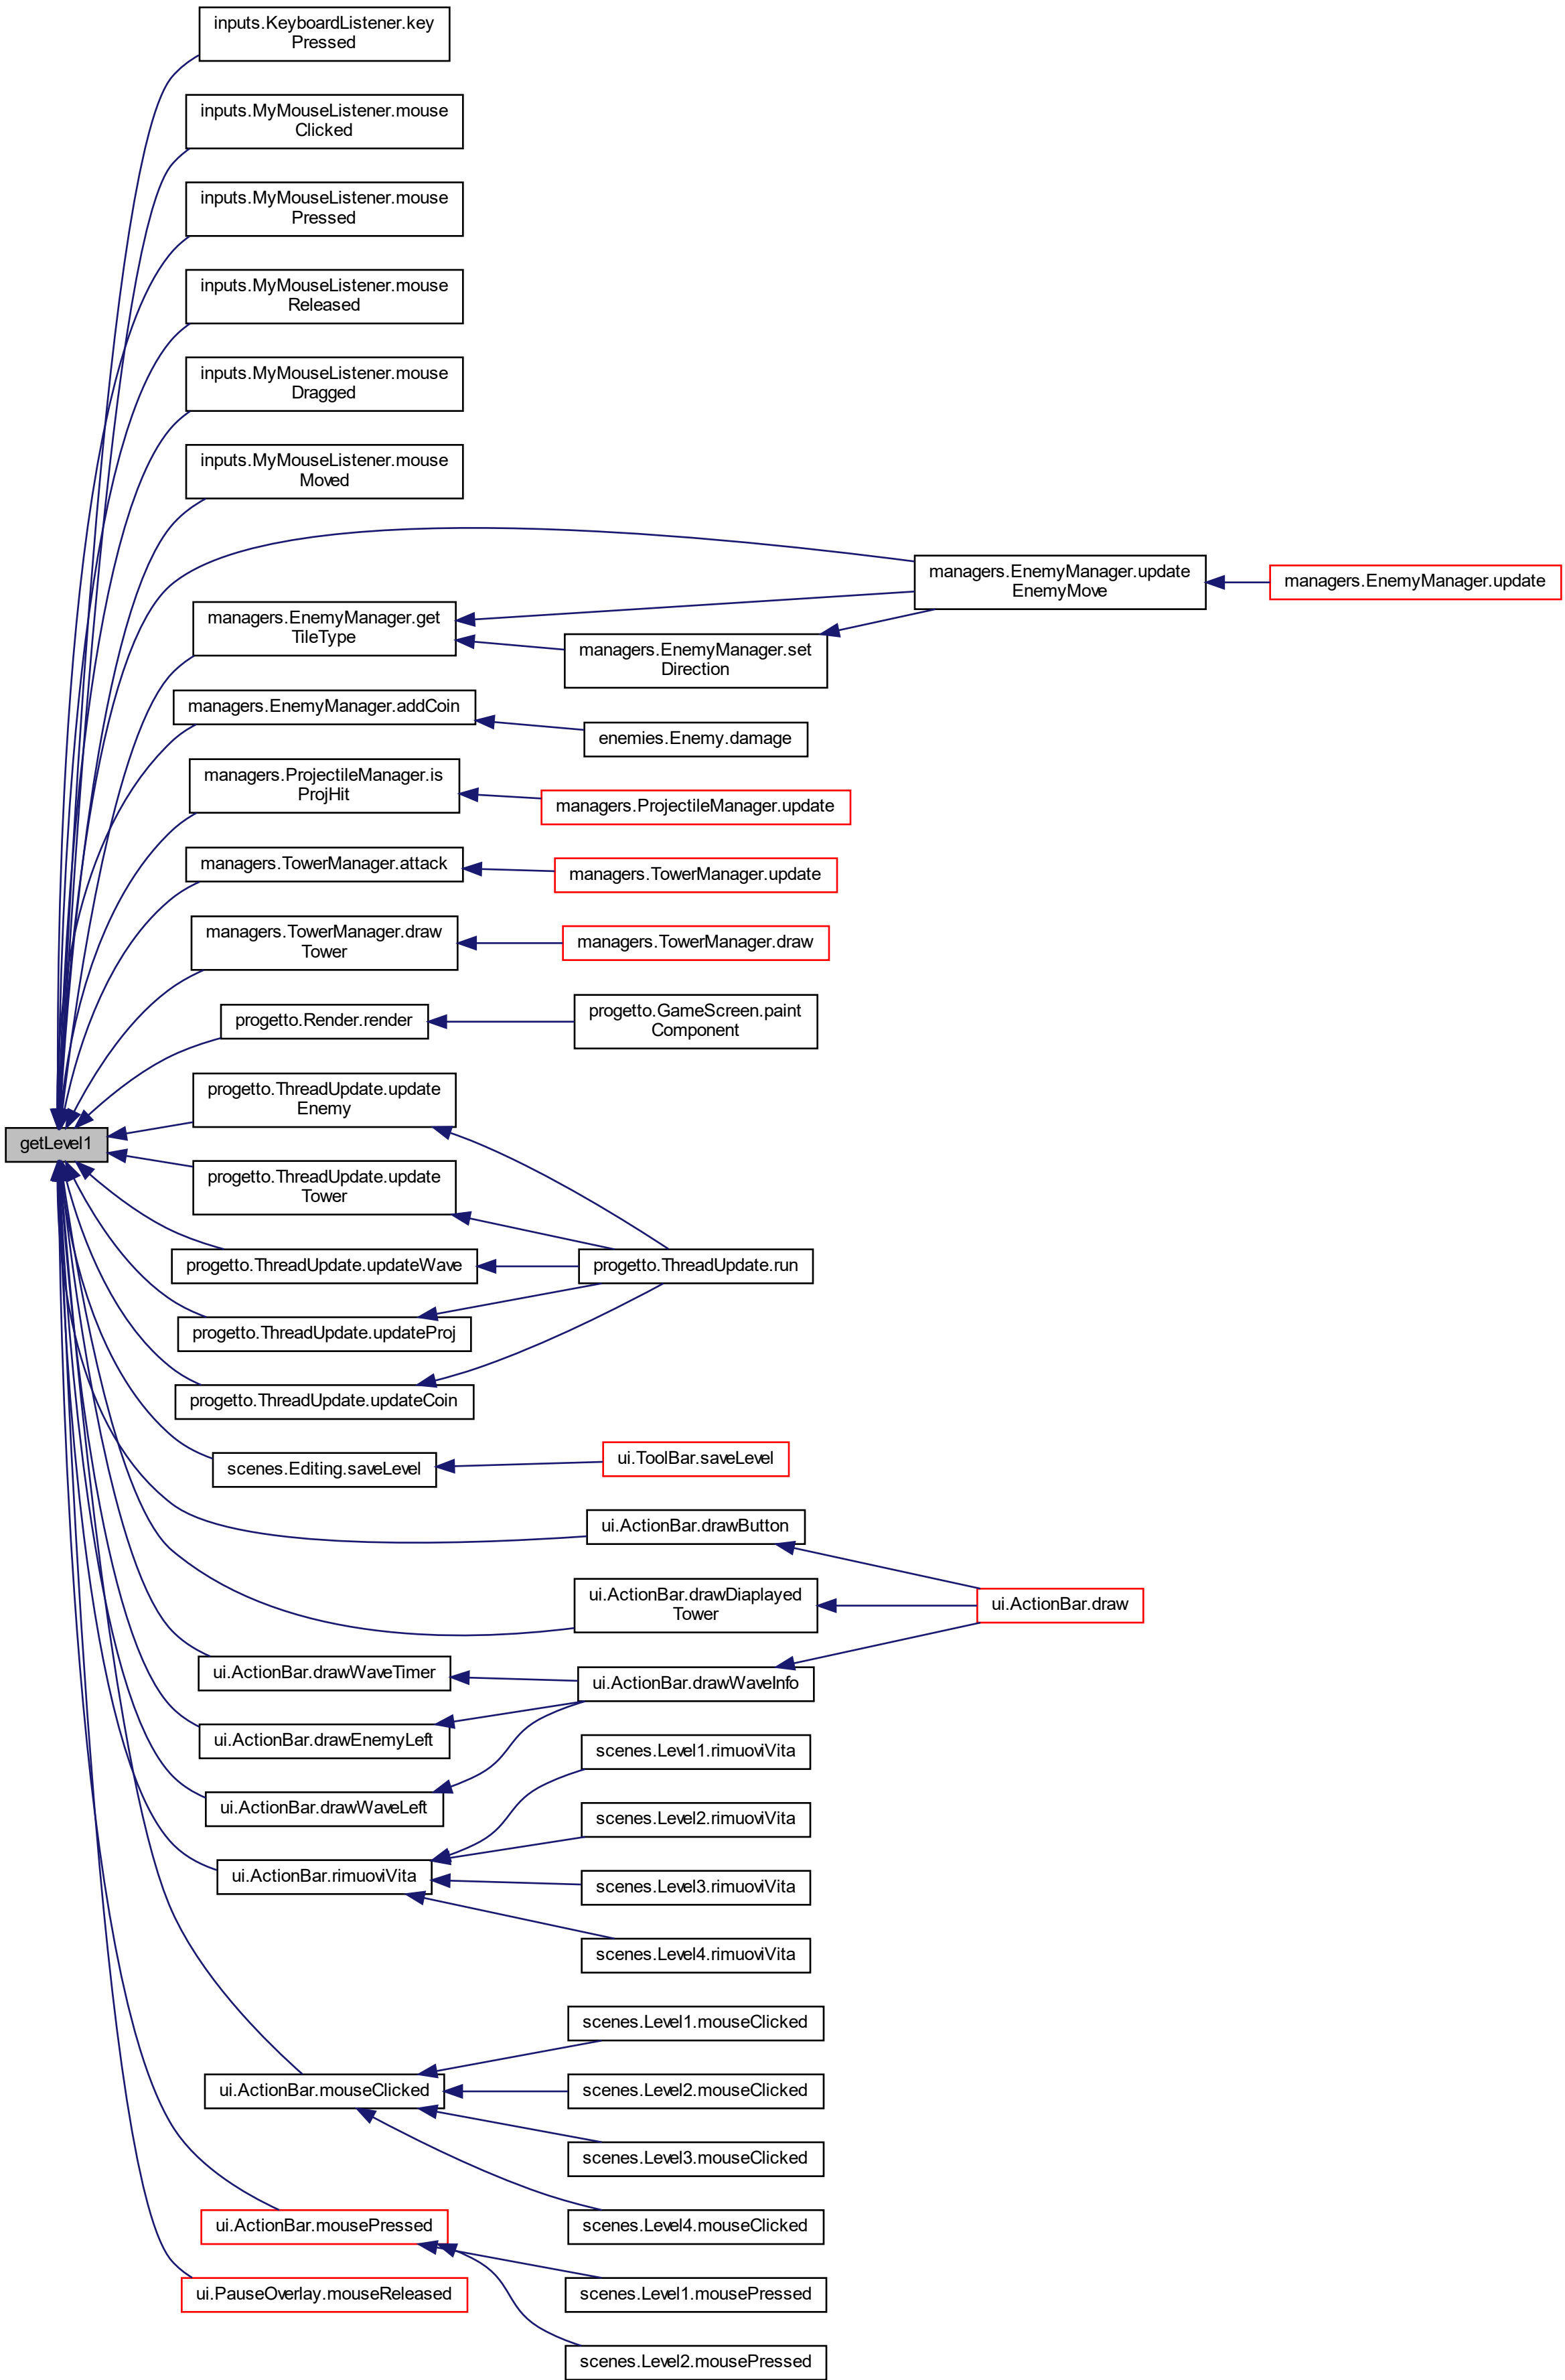 inputs.KeyboardListener.key
Pressed
inputs.MyMouseListener.mouse
Clicked
inputs.MyMouseListener.mouse
Pressed
inputs.MyMouseListener.mouse
Released
inputs.MyMouseListener.mouse
Dragged
inputs.MyMouseListener.mouse
Moved
managers.EnemyManager.update
EnemyMove
managers.EnemyManager.update
managers.EnemyManager.get
TileType
managers.EnemyManager.set
Direction
managers.EnemyManager.addCoin
enemies.Enemy.damage
managers.ProjectileManager.is
ProjHit
managers.ProjectileManager.update
managers.TowerManager.attack
managers.TowerManager.update
managers.TowerManager.draw
Tower
managers.TowerManager.draw
progetto.Render.render
progetto.GameScreen.paint
Component
progetto.ThreadUpdate.update
Enemy
getLevel1
progetto.ThreadUpdate.update
Tower
progetto.ThreadUpdate.updateWave
progetto.ThreadUpdate.run
progetto.ThreadUpdate.updateProj
progetto.ThreadUpdate.updateCoin
scenes.Editing.saveLevel
ui.ToolBar.saveLevel
ui.ActionBar.drawButton
ui.ActionBar.drawDiaplayed
Tower
ui.ActionBar.draw
ui.ActionBar.drawWaveTimer
ui.ActionBar.drawWaveInfo
ui.ActionBar.drawEnemyLeft
scenes.Level1.rimuoviVita
ui.ActionBar.drawWaveLeft
scenes.Level2.rimuoviVita
ui.ActionBar.rimuoviVita
scenes.Level3.rimuoviVita
scenes.Level4.rimuoviVita
scenes.Level1.mouseClicked
ui.ActionBar.mouseClicked
scenes.Level2.mouseClicked
scenes.Level3.mouseClicked
scenes.Level4.mouseClicked
ui.ActionBar.mousePressed
scenes.Level1.mousePressed
ui.PauseOverlay.mouseReleased
scenes.Level2.mousePressed